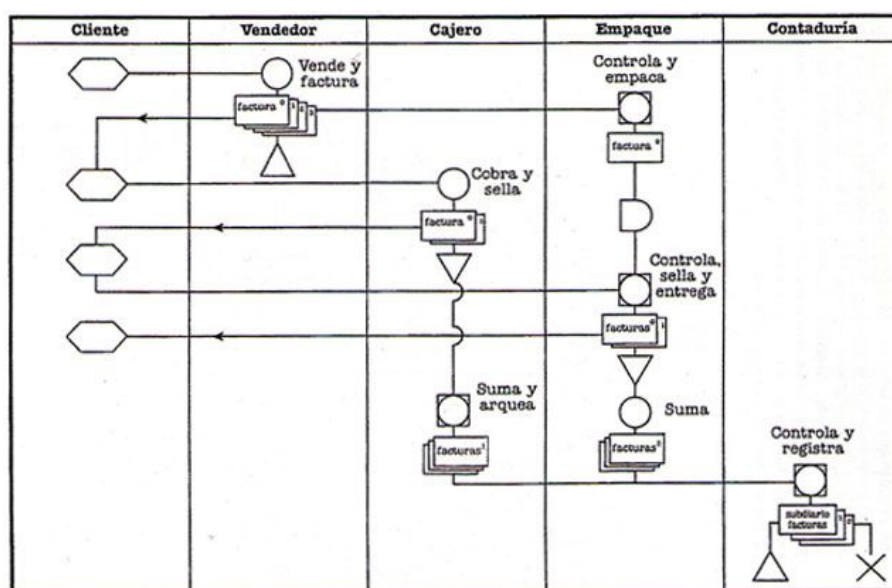 Cliente
Vendedor
Cajero
Empaque
Contaduría
Vende y
factura
Controla y
empaca
factura
factura
Cobra y
sella
factura
Controla,
sella y
entrega
facturas
Suma y
arquea
Suma
facturas
facturas
Controla y
registra
subdiario
facturas